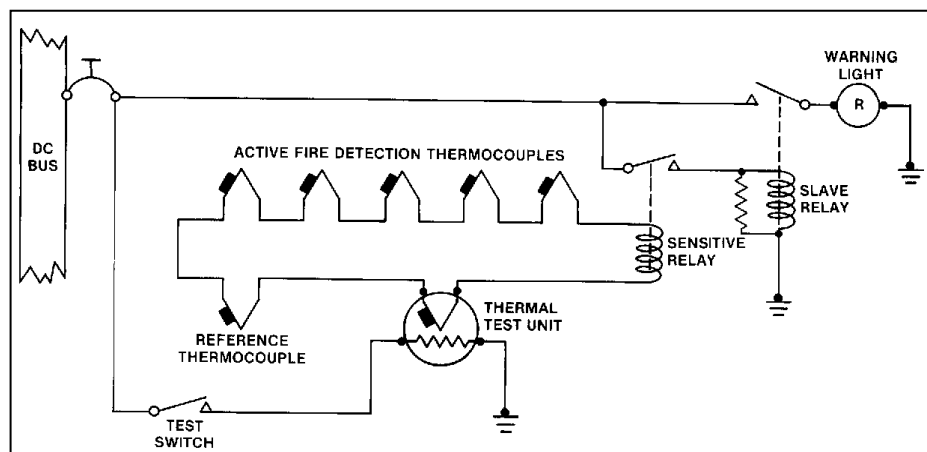 WARNING
LIGHT
R
DC
BUS
ACTIVE FIRE DETECTION THERMOCOUPLES
SLAVE
RELAY
SENSITIVE
RELAY
THERMAL
TEST UNIT
REFERENCE
THERMOCOUPLE
TEST
SWITCH